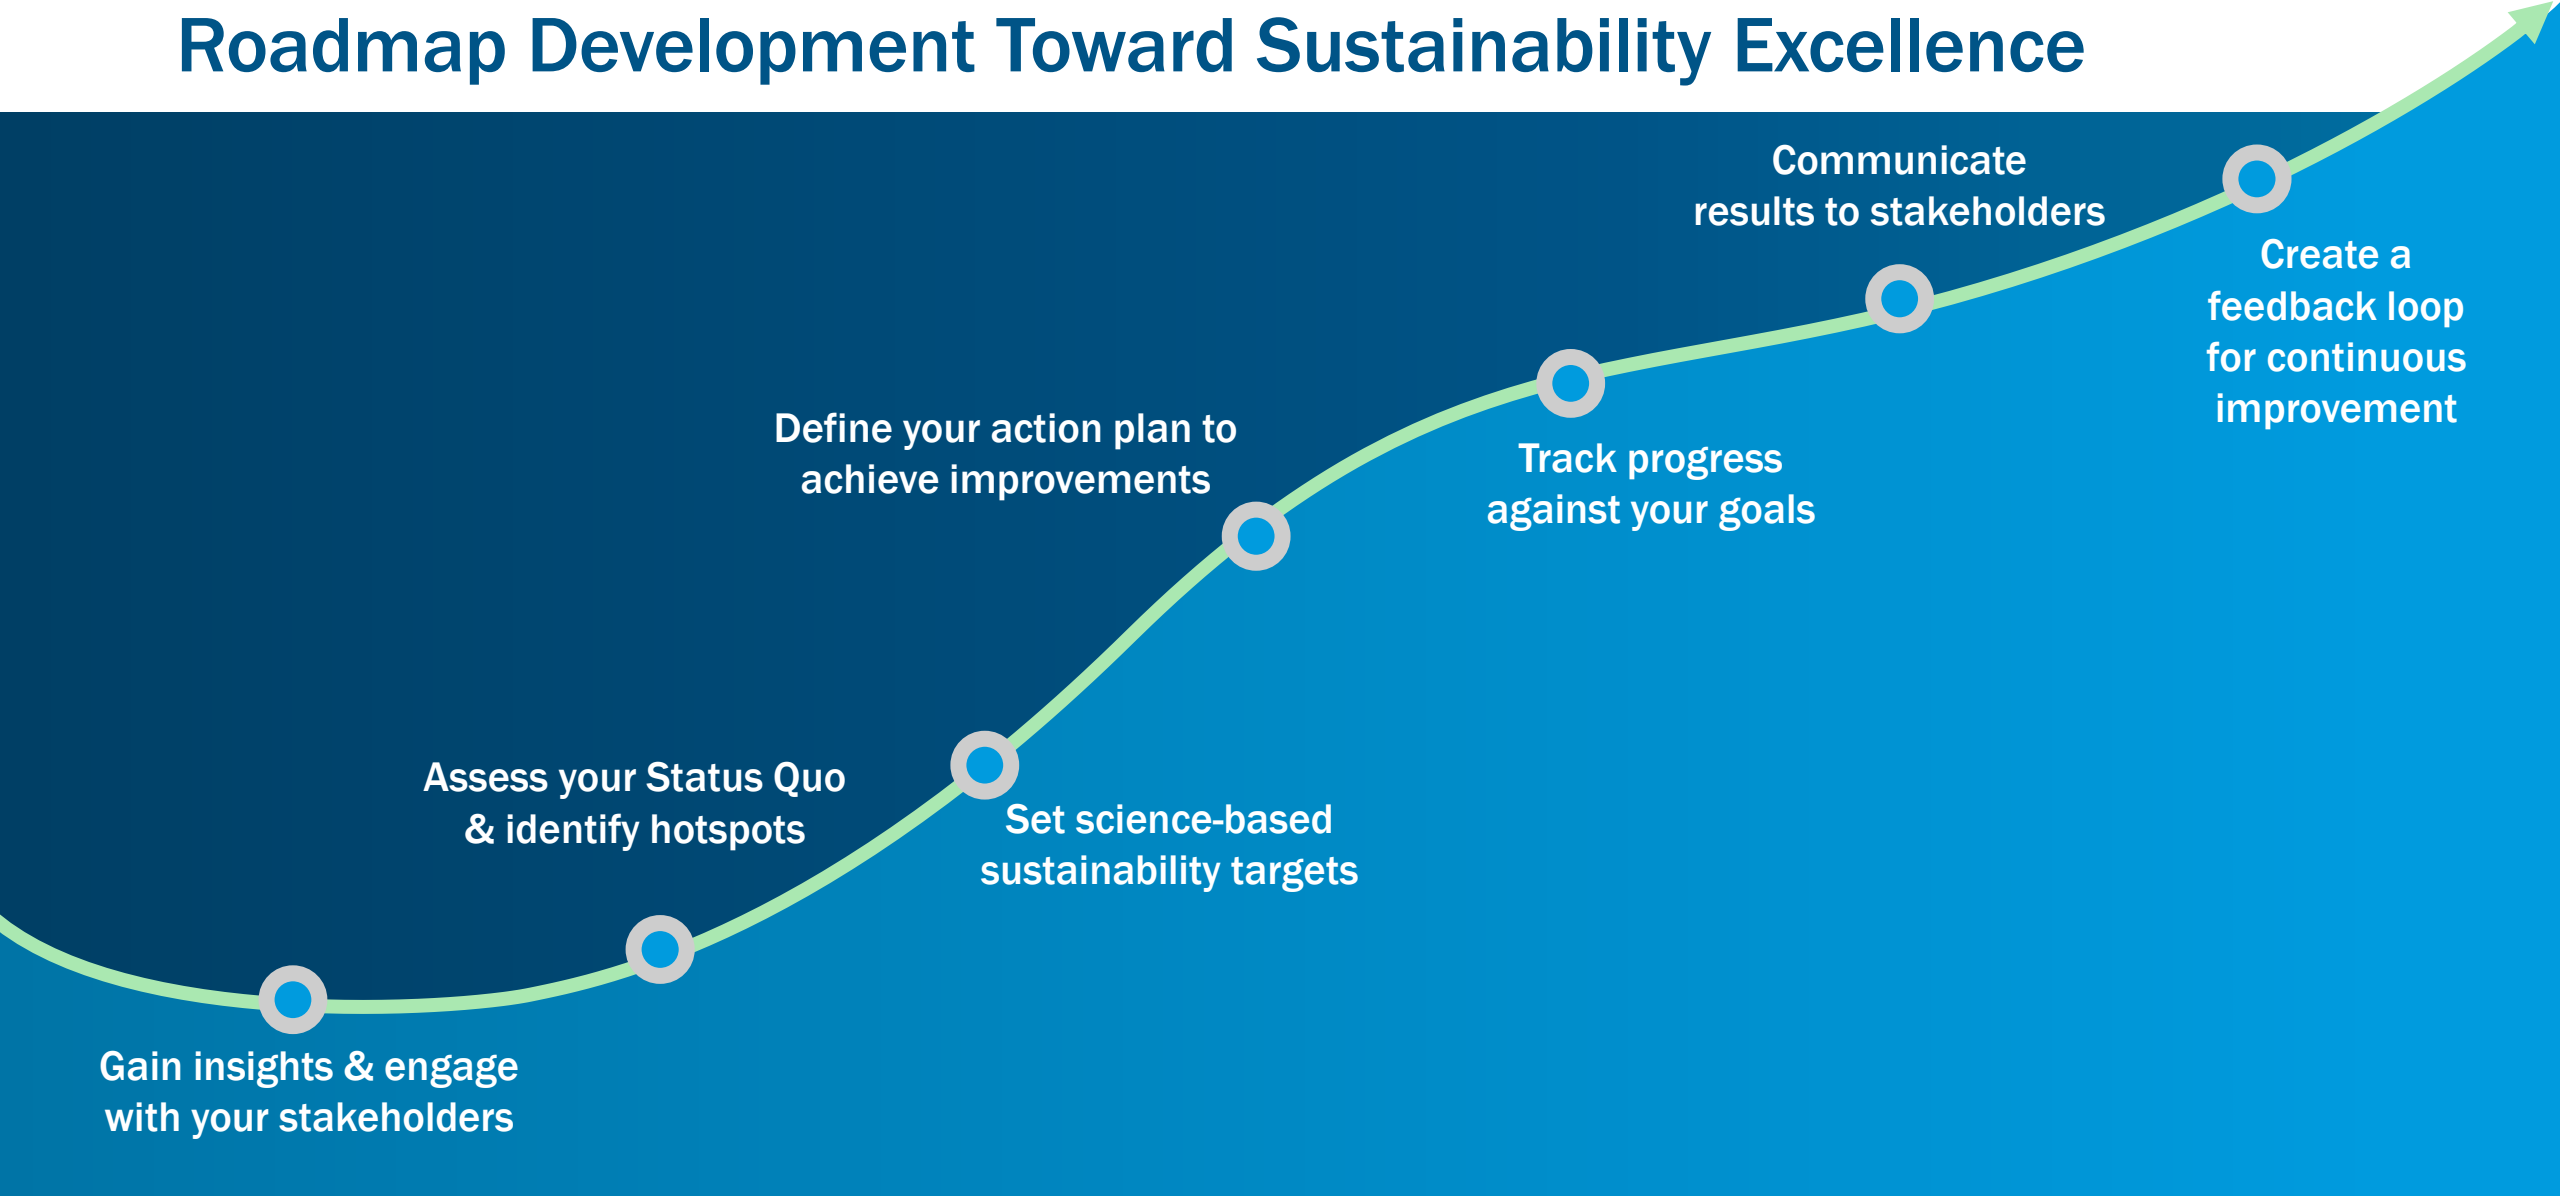 Roadmap Development Toward Sustainability Excellence
Gain insights & engage
with your stakeholders
Assess your Status Quo
& identify hotspots
Set science-based
sustainability targets
Define your action plan to
achieve improvements
Track progress
against your goals
Communicate
results to stakeholders
Create a
feedback loop
for continuous
improvement